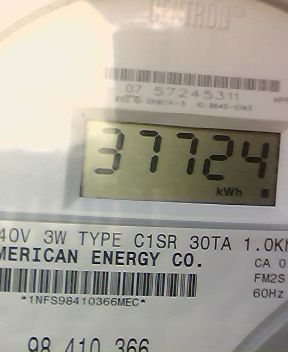 CENTRON®
07 57245311
37724
kWh
40V 3W TYPE C1SR 30TA 1.0K
MERICAN ENERGY CO.
CA 0
FM2S
60Hz
*1NFS98410366MEC*
98 410 366